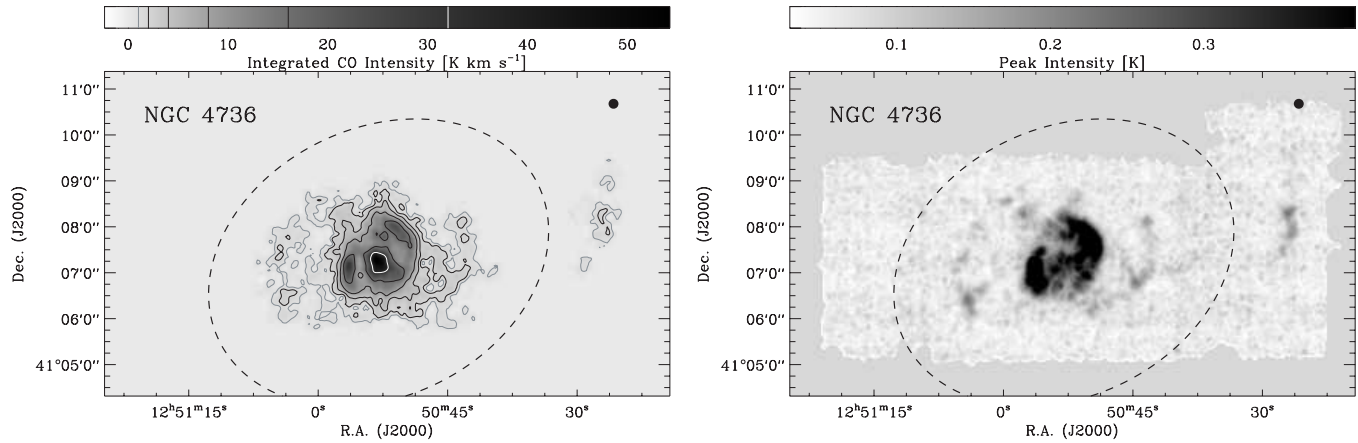 0 10 20 30 40 50
Integrated CO Intensity [K km s⁻¹]
NGC 4736
11'0''
10'0''
09'0''
08'0''
07'0''
06'0''
41°05'0''
Dec. (J2000)
12ʰ51ᵐ15ˢ 0ˢ 50ᵐ45ˢ 30ˢ
R.A. (J2000)
0.1 0.2 0.3
Peak Intensity [K]
NGC 4736
11'0''
10'0''
09'0''
08'0''
07'0''
06'0''
41°05'0''
Dec. (J2000)
12ʰ51ᵐ15ˢ 0ˢ 50ᵐ45ˢ 30ˢ
R.A. (J2000)